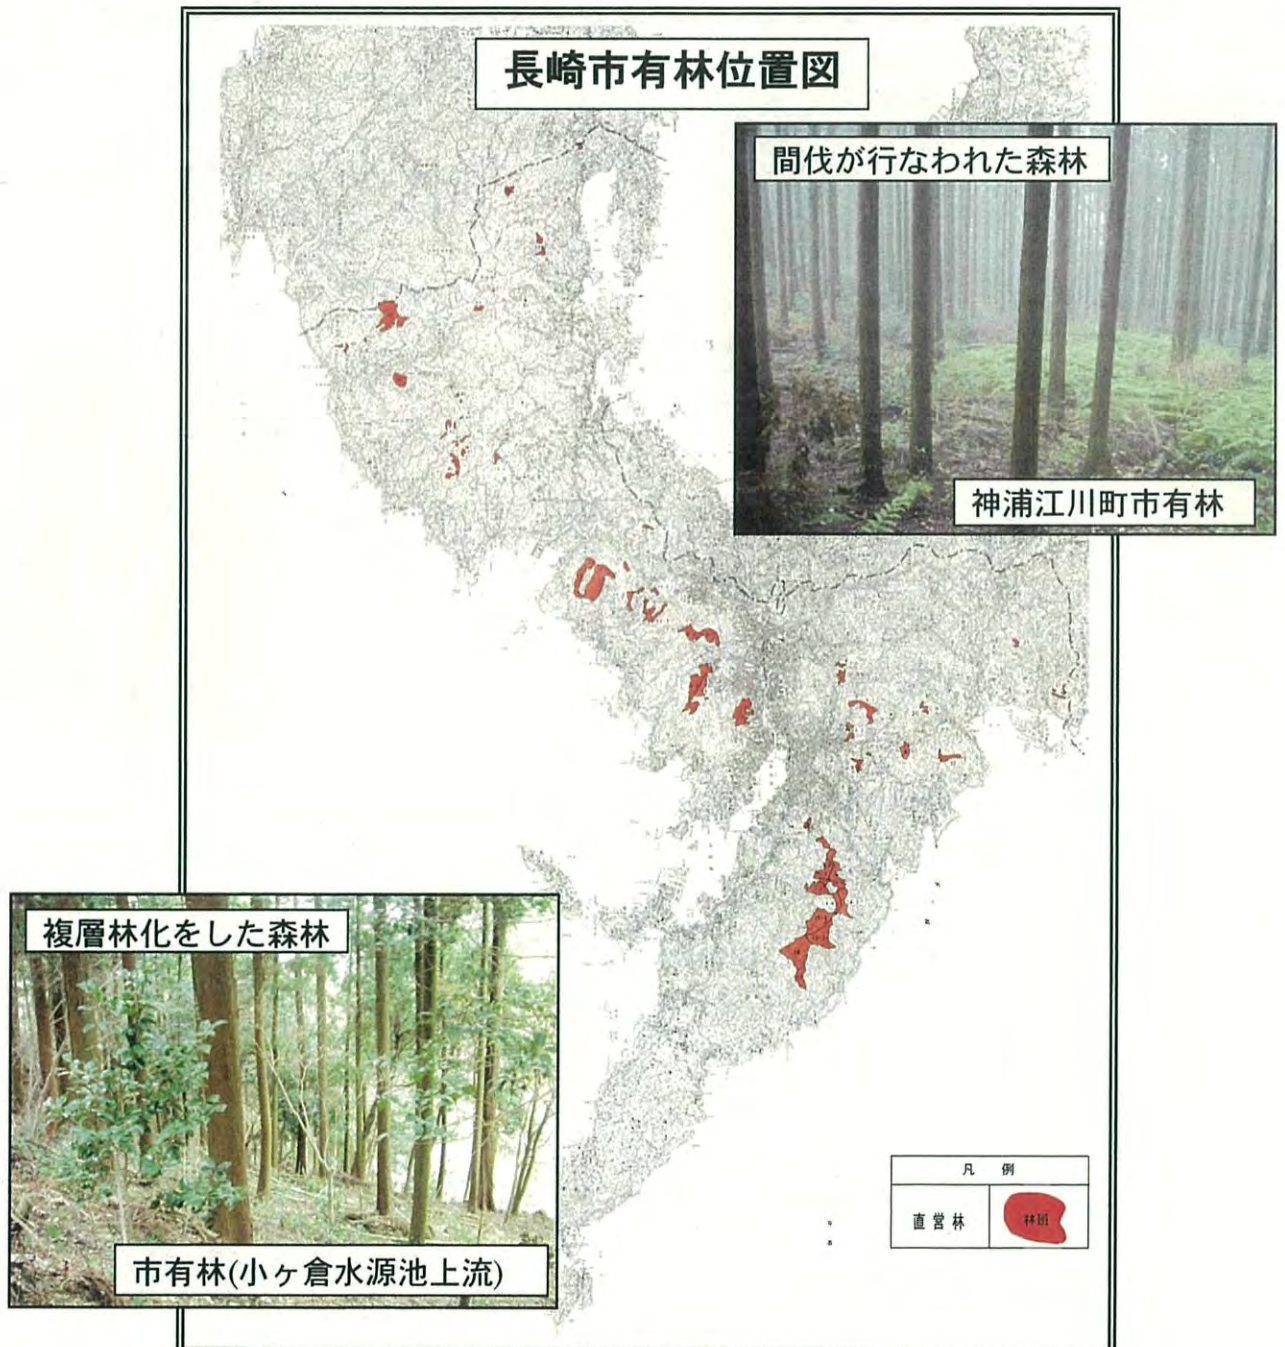 長崎市有林位置図
間伐が行なわれた森林
神浦江川町市有林
複層林化をした森林
市有林(小ヶ倉水源池上流)
凡 例
直営林
林班